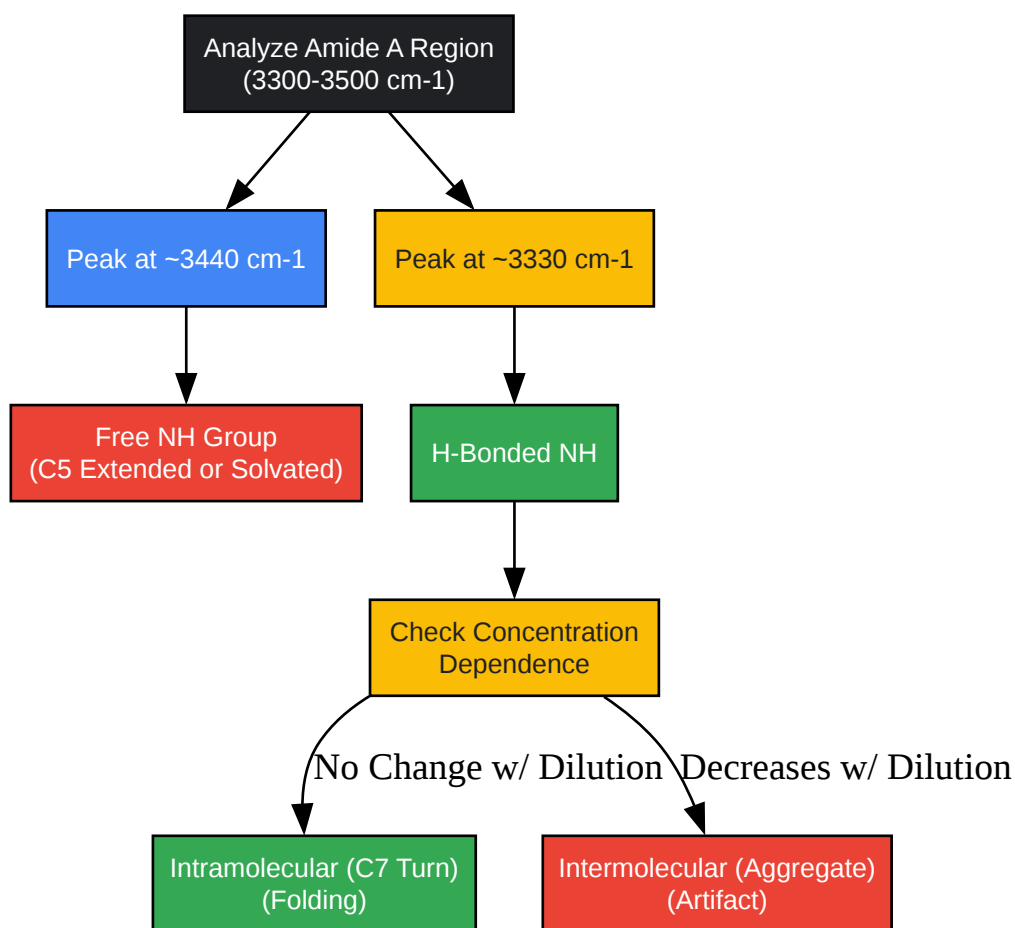 Analyze Amide A Region
(3300-3500 cm-1)
Peak at ~3440 cm-1
Peak at ~3330 cm-1
Free NH Group
(C5 Extended or Solvated)
H-Bonded NH
Check Concentration
Dependence
No Change w/ Dilution
Decreases w/ Dilution
Intramolecular (C7 Turn)
(Folding)
Intermolecular (Aggregate)
(Artifact)